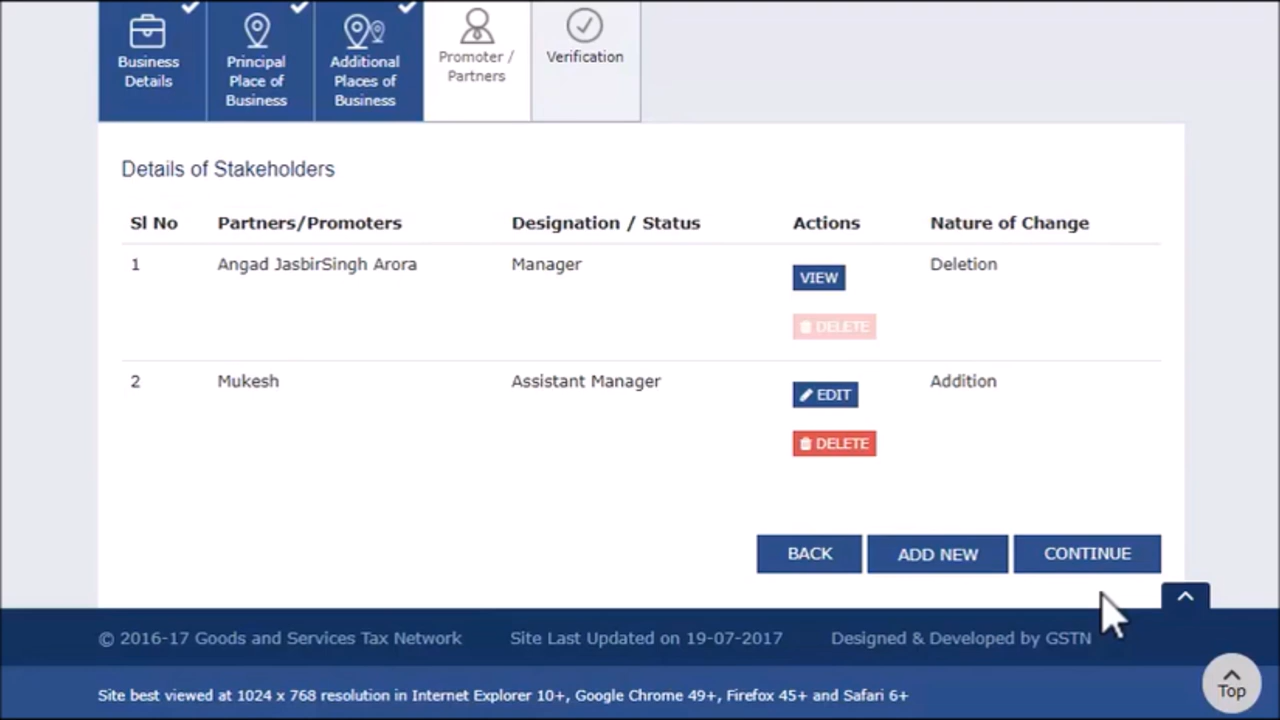 Business Details
Principal Place of Business
Additional Places of Business
Promoter / Partners
Verification
Details of Stakeholders
Sl No Partners/Promoters Designation / Status Actions Nature of Change
1 Angad JasbirSingh Arora Manager VIEW Deletion
DELETE
2 Mukesh Assistant Manager EDIT Addition
DELETE
BACK ADD NEW CONTINUE
© 2016-17 Goods and Services Tax Network Site Last Updated on 19-07-2017 Designed & Developed by GSTN
Site best viewed at 1024 x 768 resolution in Internet Explorer 10+, Google Chrome 49+, Firefox 45+ and Safari 6+
Top